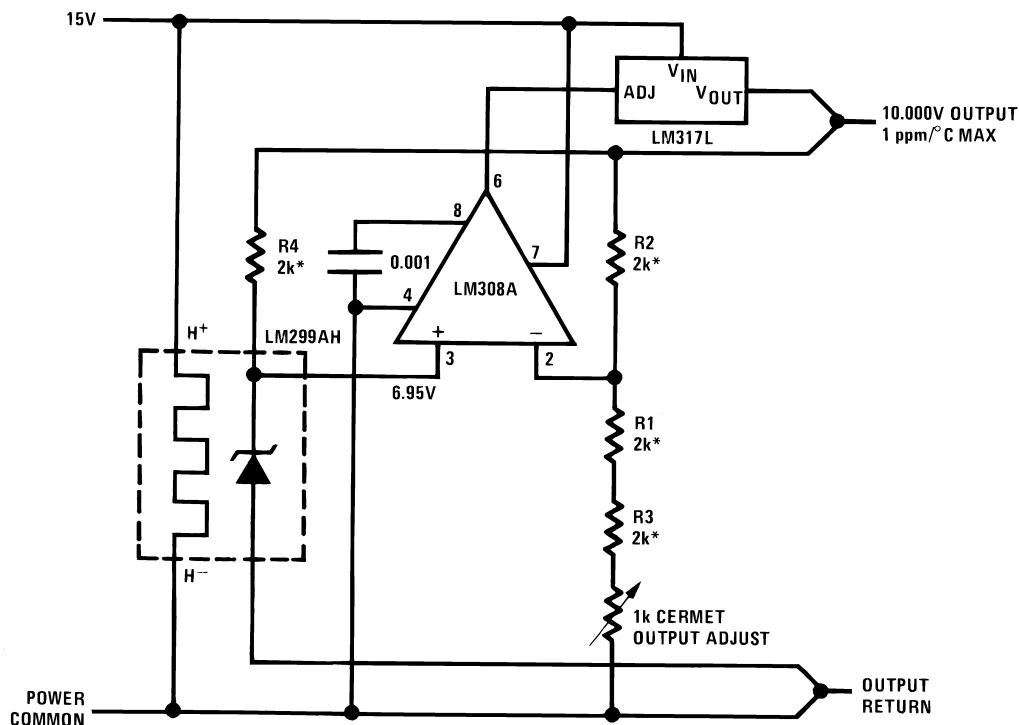 15V
VIN
ADJ
VOUT
LM317L
10.000V OUTPUT
1 ppm/°C MAX
6
8
R4
2k*
0.001
7
R2
2k*
4
LM308A
H+
LM299AH
+
−
3
2
6.95V
R1
2k*
R3
2k*
H−
1k CERMET
OUTPUT ADJUST
POWER
COMMON
OUTPUT
RETURN